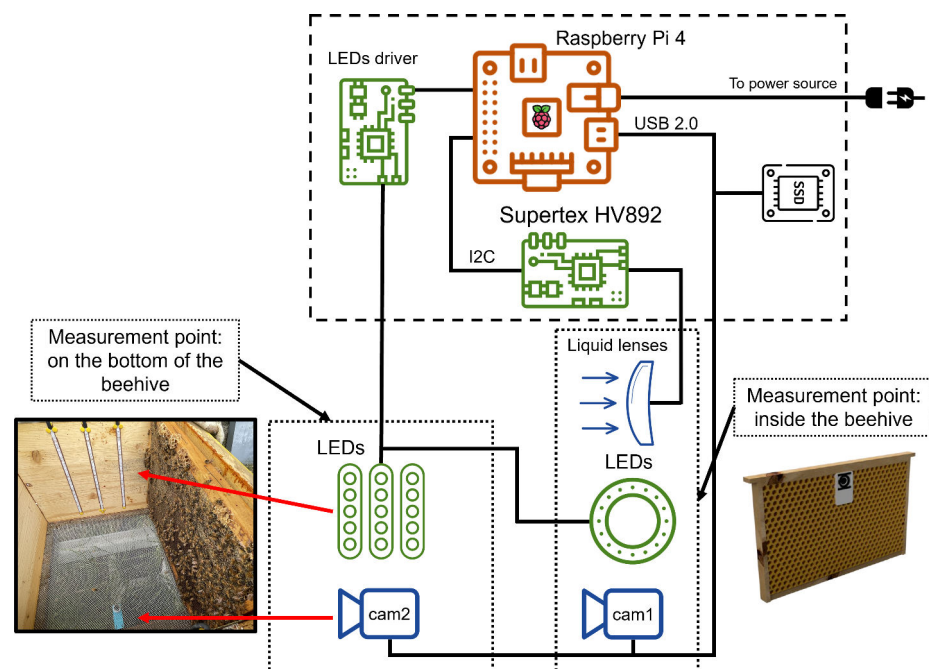 Raspberry Pi 4
LEDs driver
To power source
USB 2.0
SSD
Supertex HV892
I2C
Measurement point:
on the bottom of the
beehive
Liquid lenses
Measurement point:
inside the beehive
LEDs
LEDs
cam2
cam1